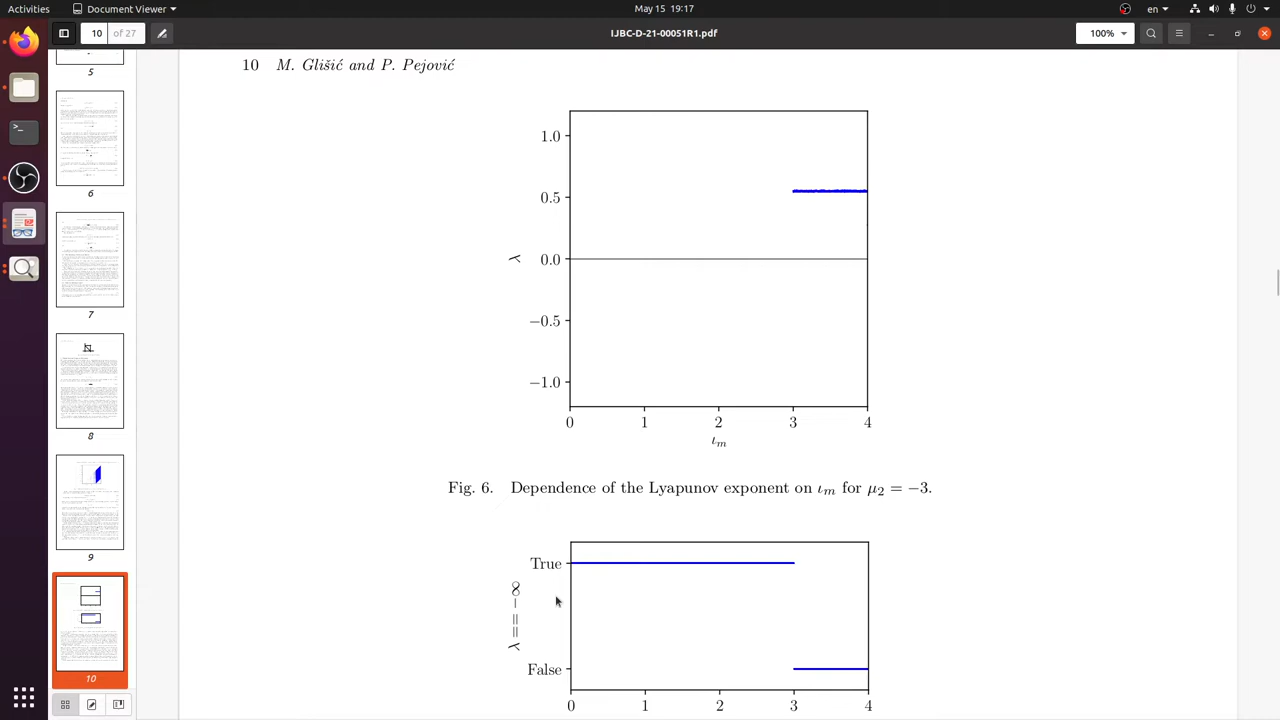 Activities
Document Viewer
May 15 19:17
en
10 of 27
IJBC-D-21-00051R1.pdf
100%
5
6
7
8
9
10
10 M. Glišić and P. Pejović
1.0
0.5
0.0
−0.5
−1.0
λ
0 1 2 3 4
ιm
Fig. 6. Dependence of the Lyapunov exponent on ιm for μ2 = −3.
True
False
λ == −∞
0 1 2 3 4